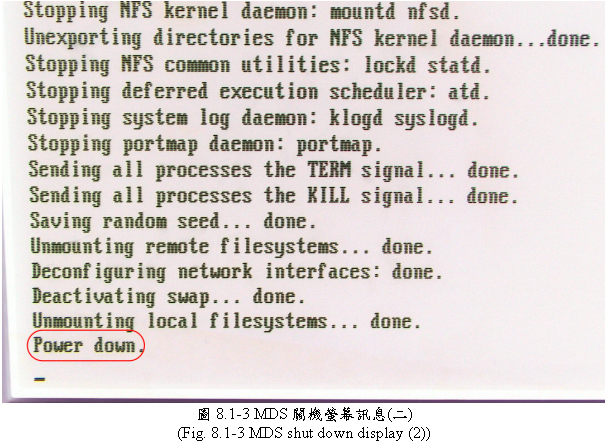 Stopping NFS kernel daemon: mountd nfsd.
Unexporting directories for NFS kernel daemon...done.
Stopping NFS common utilities: lockd statd.
Stopping deferred execution scheduler: atd.
Stopping system log daemon: klogd syslogd.
Stopping portmap daemon: portmap.
Sending all processes the TERM signal... done.
Sending all processes the KILL signal... done.
Saving random seed... done.
Unmounting remote filesystems... done.
Deconfiguring network interfaces: done.
Deactivating swap... done.
Unmounting local filesystems... done.
Power down.
_
圖 8.1-3 MDS 關機螢幕訊息(二)
(Fig. 8.1-3 MDS shut down display (2))